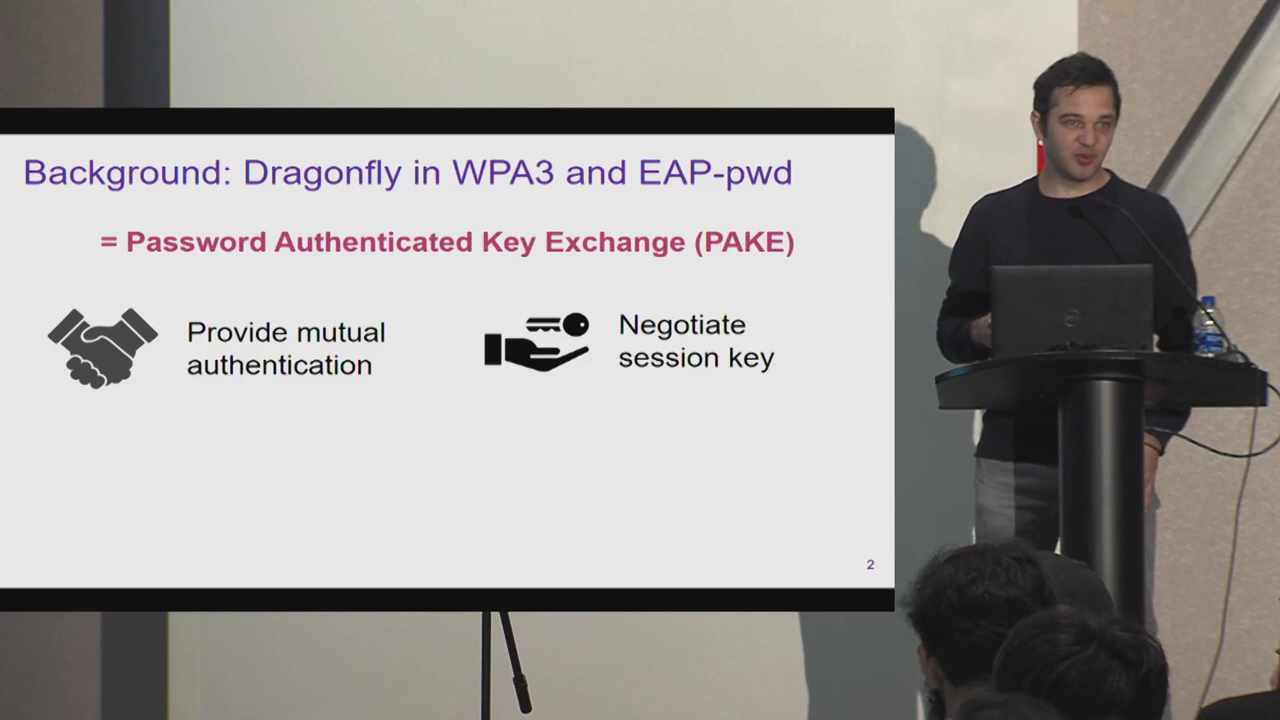 Background: Dragonfly in WPA3 and EAP-pwd
= Password Authenticated Key Exchange (PAKE)
Provide mutual
authentication
Negotiate
session key
2